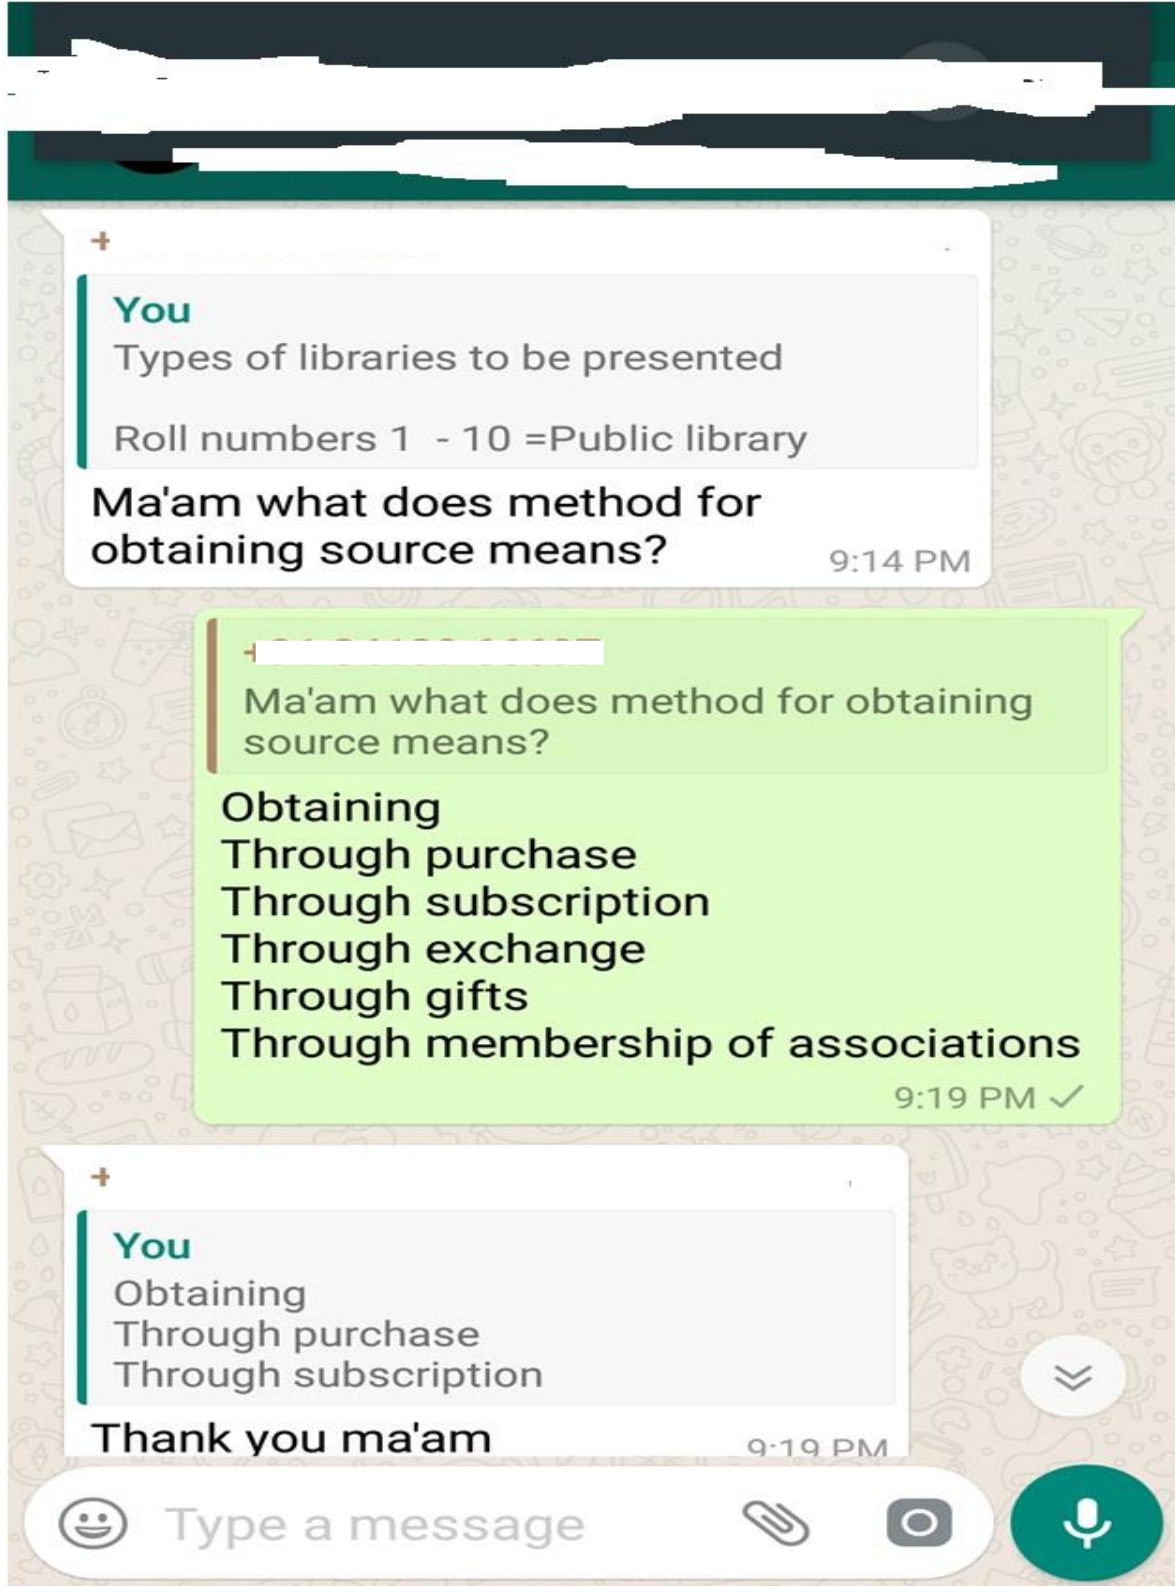 +
You
Types of libraries to be presented
Roll numbers 1 - 10 =Public library
Ma'am what does method for
obtaining source means?
9:14 PM
+
Ma'am what does method for obtaining
source means?
Obtaining
Through purchase
Through subscription
Through exchange
Through gifts
Through membership of associations
9:19 PM
+
You
Obtaining
Through purchase
Through subscription
Thank you ma'am
9:19 PM
Type a message